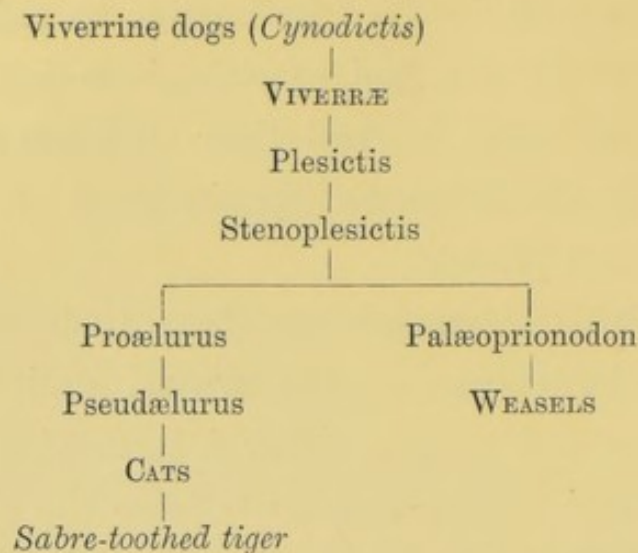 Viverrine dogs (Cynodictis)
VIVERRÆ
Plesictis
Stenoplesictis
Proælurus Palæoprionodon
Pseudælurus WEASELS
CATS
Sabre-toothed tiger